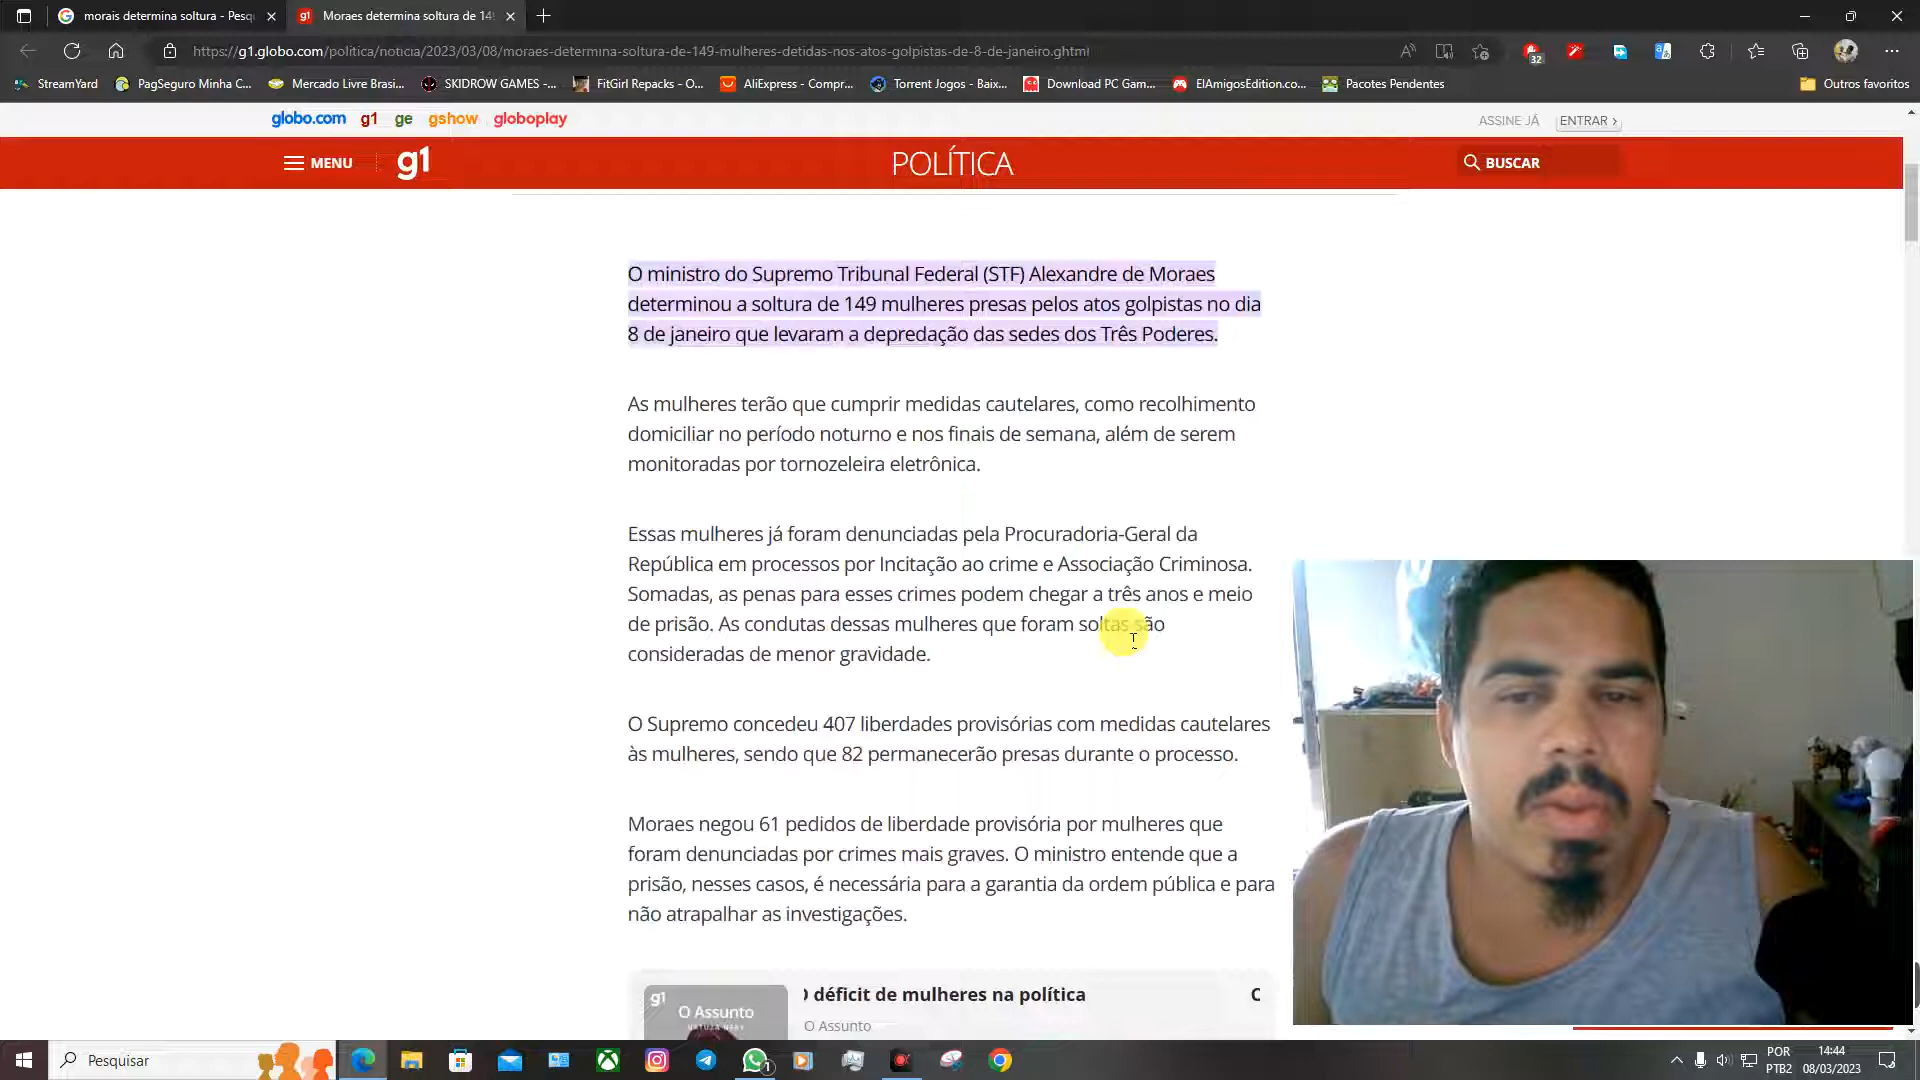 morais determina soltura - Pesq
Moraes determina soltura de 149
https://g1.globo.com/politica/noticia/2023/03/08/moraes-determina-soltura-de-149-mulheres-detidas-nos-atos-golpistas-de-8-de-janeiro.ghtml
32
StreamYard
PagSeguro Minha C...
Mercado Livre Brasi...
SKIDROW GAMES -...
FitGirl Repacks - O...
AliExpress - Compr...
Torrent Jogos - Baix...
Download PC Gam...
ElAmigosEdition.co...
Pacotes Pendentes
Outros favoritos
globo.com g1 ge gshow globoplay
ASSINE JÁ ENTRAR >
MENU g1 POLÍTICA BUSCAR
O ministro do Supremo Tribunal Federal (STF) Alexandre de Moraes
determinou a soltura de 149 mulheres presas pelos atos golpistas no dia
8 de janeiro que levaram a depredação das sedes dos Três Poderes.
As mulheres terão que cumprir medidas cautelares, como recolhimento
domiciliar no período noturno e nos finais de semana, além de serem
monitoradas por tornozeleira eletrônica.
Essas mulheres já foram denunciadas pela Procuradoria-Geral da
República em processos por Incitação ao crime e Associação Criminosa.
Somadas, as penas para esses crimes podem chegar a três anos e meio
de prisão. As condutas dessas mulheres que foram soltas são
consideradas de menor gravidade.
O Supremo concedeu 407 liberdades provisórias com medidas cautelares
às mulheres, sendo que 82 permanecerão presas durante o processo.
Moraes negou 61 pedidos de liberdade provisória por mulheres que
foram denunciadas por crimes mais graves. O ministro entende que a
prisão, nesses casos, é necessária para a garantia da ordem pública e para
não atrapalhar as investigações.
g1
O Assunto
déficit de mulheres na política
O Assunto
Pesquisar
1
POR
PTB2
14:44
08/03/2023